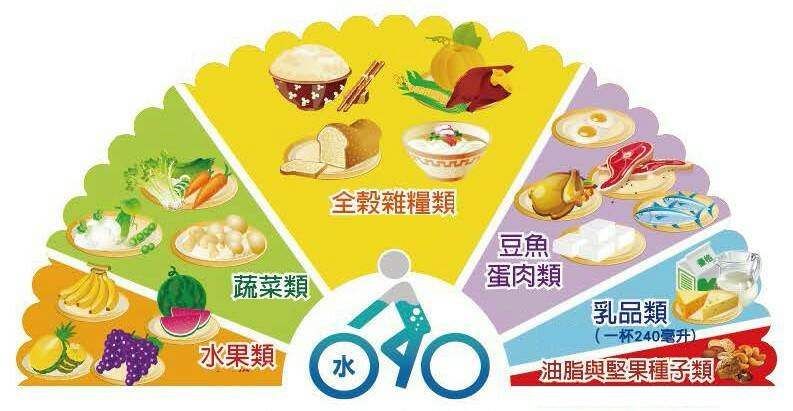 全穀雜糧類
豆魚
蛋肉類
蔬菜類
乳品類
(一杯240毫升)
水果類
水
油脂與堅果種子類